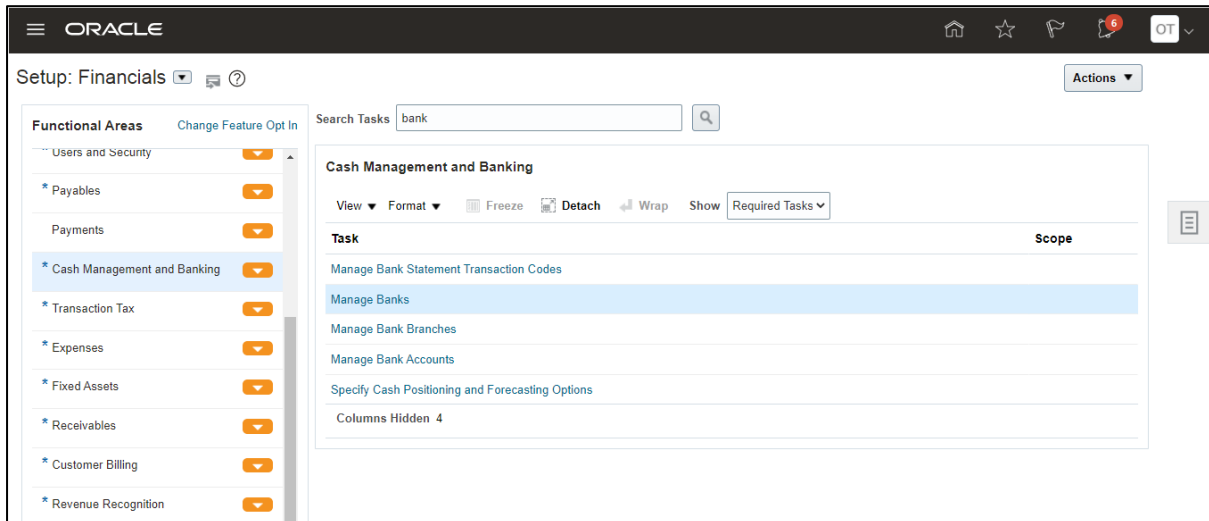 ORACLE
6
OT
Setup: Financials
Actions
Functional Areas
Change Feature Opt In
Search Tasks
bank
* Users and Security
* Payables
Payments
* Cash Management and Banking
* Transaction Tax
* Expenses
* Fixed Assets
* Receivables
* Customer Billing
* Revenue Recognition
Cash Management and Banking
View Format Freeze Detach Wrap Show Required Tasks
Task Scope
Manage Bank Statement Transaction Codes
Manage Banks
Manage Bank Branches
Manage Bank Accounts
Specify Cash Positioning and Forecasting Options
Columns Hidden 4